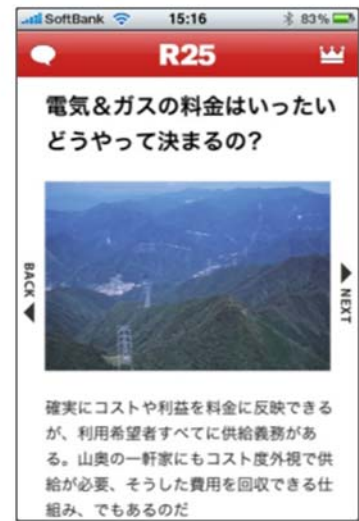 SoftBank 15:16 83%
R25
電気&ガスの料金はいったい
どうやって決まるの?
BACK
NEXT
確実にコストや利益を料金に反映できる
が、利用希望者すべてに供給義務があ
る。山奥の一軒家にもコスト度外視で供
給が必要、そうした費用を回収できる仕
組み、でもあるのだ